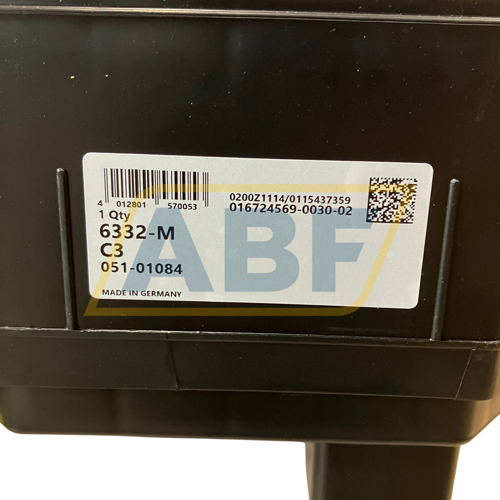 4 012801 570053
0200Z1114/0115437359
016724569-0030-02
1 Qty
6332-M
C3
051-01084
MADE IN GERMANY
ABF